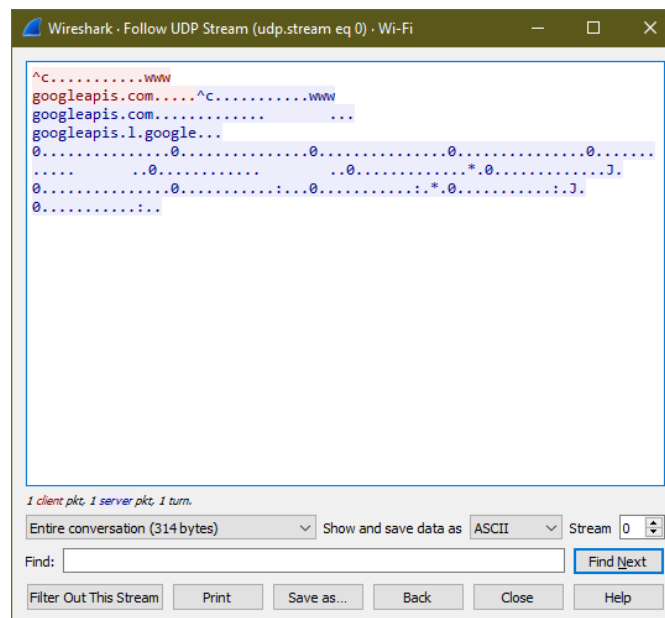 Wireshark · Follow UDP Stream (udp.stream eq 0) · Wi-Fi
^c...........www
googleapis.com.....^c...........www
googleapis.com............. ...
googleapis.l.google...
0..............0...............0..............0...............0.......
..... ..0............ ..0.............*.0.............J.
0...............0...........:...0...........:.*.0...........:.J.
0...........:..
1 client pkt, 1 server pkt, 1 turn.
Entire conversation (314 bytes) Show and save data as ASCII Stream 0
Find: Find Next
Filter Out This Stream Print Save as... Back Close Help